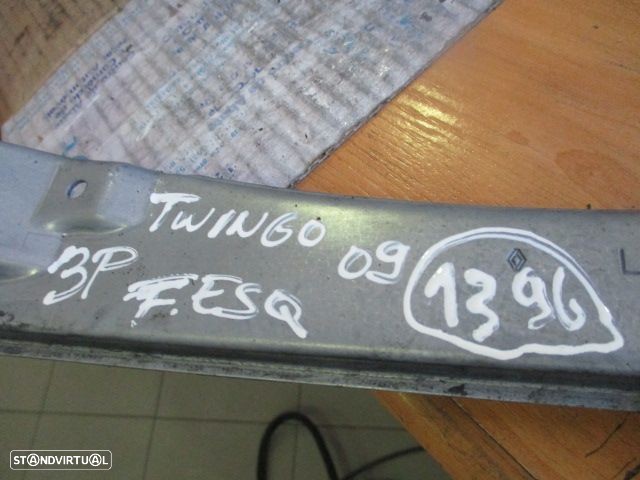 TWINGO 09
3P F.ESQ
1396
L
STANDVIRTUAL